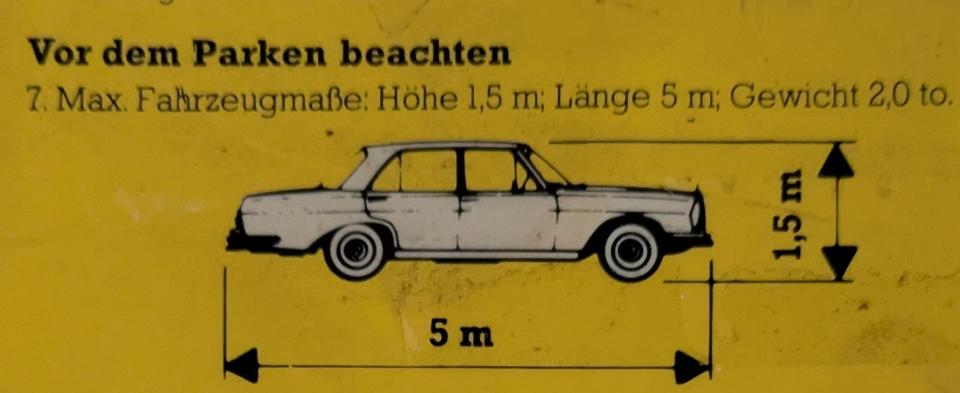 Vor dem Parken beachten
7. Max. Fahrzeugmaße: Höhe 1,5 m; Länge 5 m; Gewicht 2,0 to.
1,5 m
5 m